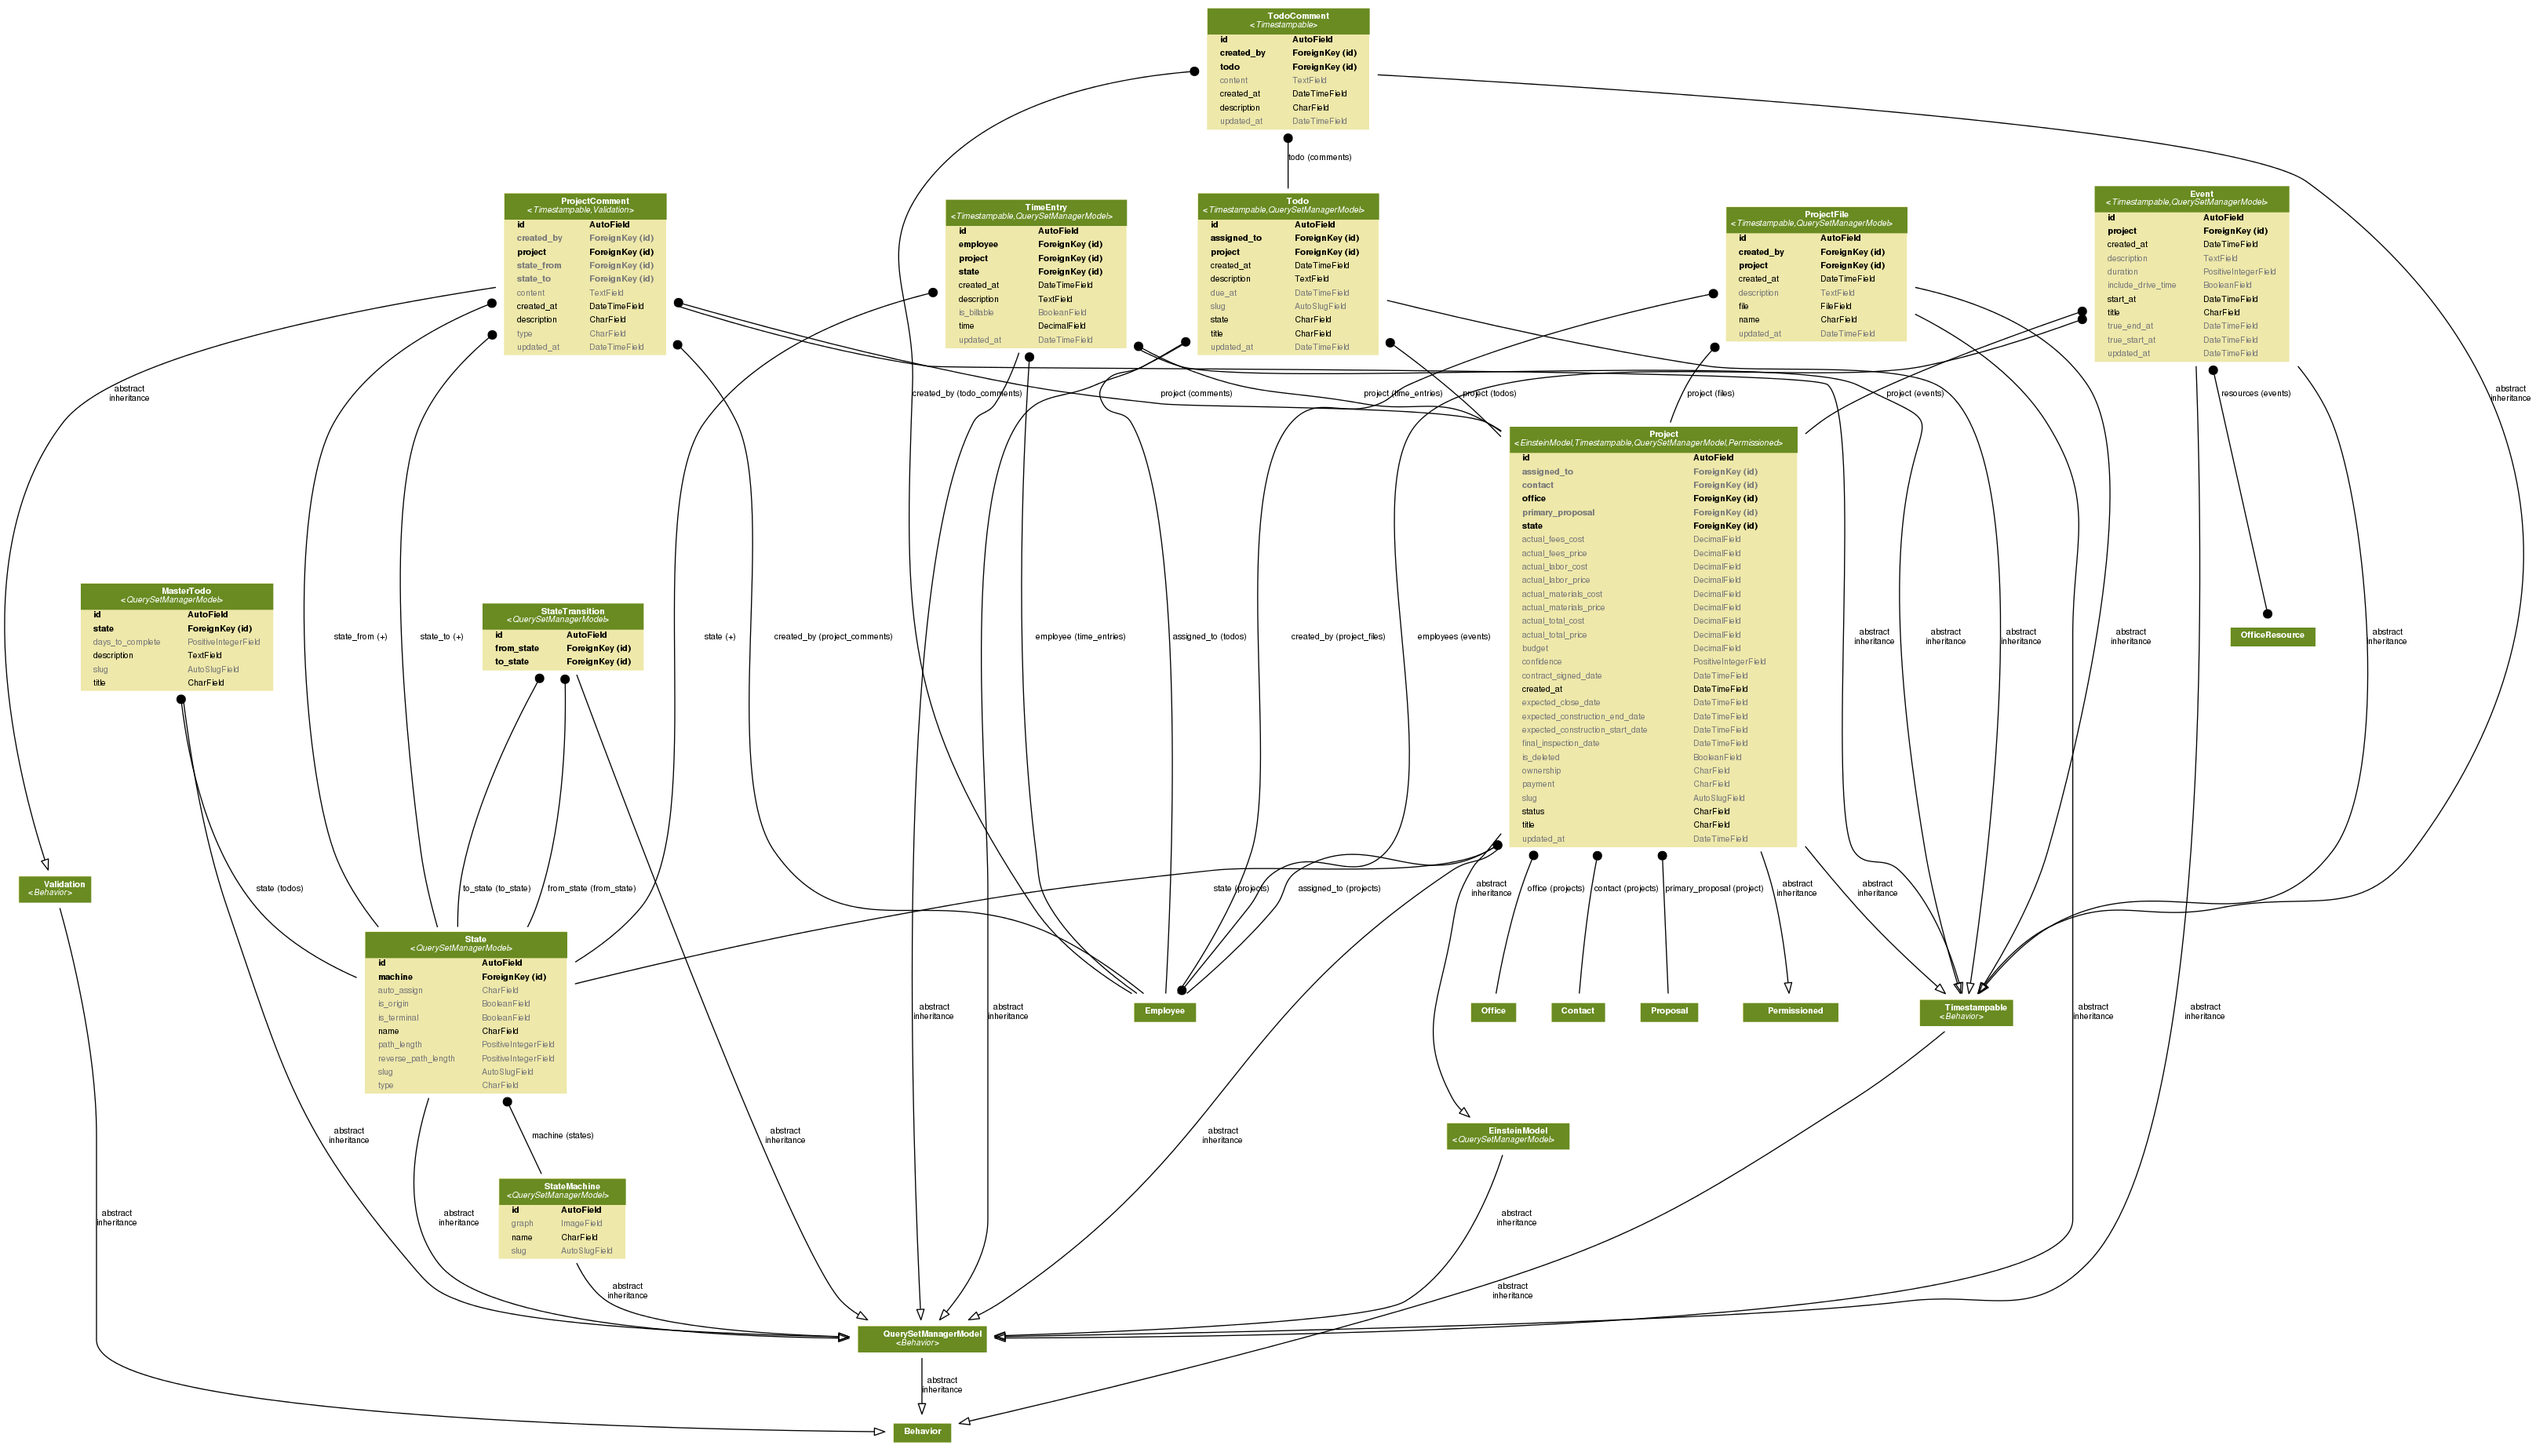 TodoComment
<Timestampable>
id AutoField
created_by ForeignKey (id)
todo ForeignKey (id)
content TextField
created_at DateTimeField
description CharField
updated_at DateTimeField
todo (comments)
ProjectComment
<Timestampable,Validation>
id AutoField
created_by ForeignKey (id)
project ForeignKey (id)
state_from ForeignKey (id)
state_to ForeignKey (id)
content TextField
created_at DateTimeField
description CharField
type CharField
updated_at DateTimeField
TimeEntry
<Timestampable,QuerySetManagerModel>
id AutoField
employee ForeignKey (id)
project ForeignKey (id)
state ForeignKey (id)
created_at DateTimeField
description TextField
is_billable BooleanField
time DecimalField
updated_at DateTimeField
Todo
<Timestampable,QuerySetManagerModel>
id AutoField
assigned_to ForeignKey (id)
project ForeignKey (id)
created_at DateTimeField
description TextField
due_at DateTimeField
slug AutoSlugField
state CharField
title CharField
updated_at DateTimeField
ProjectFile
<Timestampable,QuerySetManagerModel>
id AutoField
created_by ForeignKey (id)
project ForeignKey (id)
created_at DateTimeField
description TextField
file FileField
name CharField
updated_at DateTimeField
Event
<Timestampable,QuerySetManagerModel>
id AutoField
project ForeignKey (id)
created_at DateTimeField
description TextField
duration PositiveIntegerField
include_drive_time BooleanField
start_at DateTimeField
title CharField
true_end_at DateTimeField
true_start_at DateTimeField
updated_at DateTimeField
abstract
inheritance
created_by (todo_comments)
project (comments)
project (time_entries)
project (todos)
project (files)
project (events)
resources (events)
abstract
inheritance
Project
<EinsteinModel,Timestampable,QuerySetManagerModel,Permissioned>
id AutoField
assigned_to ForeignKey (id)
contact ForeignKey (id)
office ForeignKey (id)
primary_proposal ForeignKey (id)
state ForeignKey (id)
actual_fees_cost DecimalField
actual_fees_price DecimalField
actual_labor_cost DecimalField
actual_labor_price DecimalField
actual_materials_cost DecimalField
actual_materials_price DecimalField
actual_total_cost DecimalField
actual_total_price DecimalField
budget DecimalField
confidence PositiveIntegerField
contract_signed_date DateTimeField
created_at DateTimeField
expected_close_date DateTimeField
expected_construction_end_date DateTimeField
expected_construction_start_date DateTimeField
final_inspection_date DateTimeField
is_deleted BooleanField
ownership CharField
payment CharField
slug AutoSlugField
status CharField
title CharField
updated_at DateTimeField
MasterTodo
<QuerySetManagerModel>
id AutoField
state ForeignKey (id)
days_to_complete PositiveIntegerField
description TextField
slug AutoSlugField
title CharField
state_from (+)
state_to (+)
StateTransition
<QuerySetManagerModel>
id AutoField
from_state ForeignKey (id)
to_state ForeignKey (id)
state (+)
created_by (project_comments)
employee (time_entries)
assigned_to (todos)
created_by (project_files)
employees (events)
abstract
inheritance
abstract
inheritance
abstract
inheritance
abstract
inheritance
OfficeResource
abstract
inheritance
Validation
<Behavior>
state (todos)
to_state (to_state)
from_state (from_state)
state (projects)
assigned_to (projects)
abstract
inheritance
office (projects)
contact (projects)
primary_proposal (project)
abstract
inheritance
abstract
inheritance
State
<QuerySetManagerModel>
id AutoField
machine ForeignKey (id)
auto_assign CharField
is_origin BooleanField
is_terminal BooleanField
name CharField
path_length PositiveIntegerField
reverse_path_length PositiveIntegerField
slug AutoSlugField
type CharField
abstract
inheritance
abstract
inheritance
Employee
Office
Contact
Proposal
Permissioned
Timestampable
<Behavior>
abstract
inheritance
abstract
inheritance
abstract
inheritance
machine (states)
abstract
inheritance
abstract
inheritance
EinsteinModel
<QuerySetManagerModel>
abstract
inheritance
abstract
inheritance
StateMachine
<QuerySetManagerModel>
id AutoField
graph ImageField
name CharField
slug AutoSlugField
abstract
inheritance
abstract
inheritance
abstract
inheritance
QuerySetManagerModel
<Behavior>
abstract
inheritance
Behavior